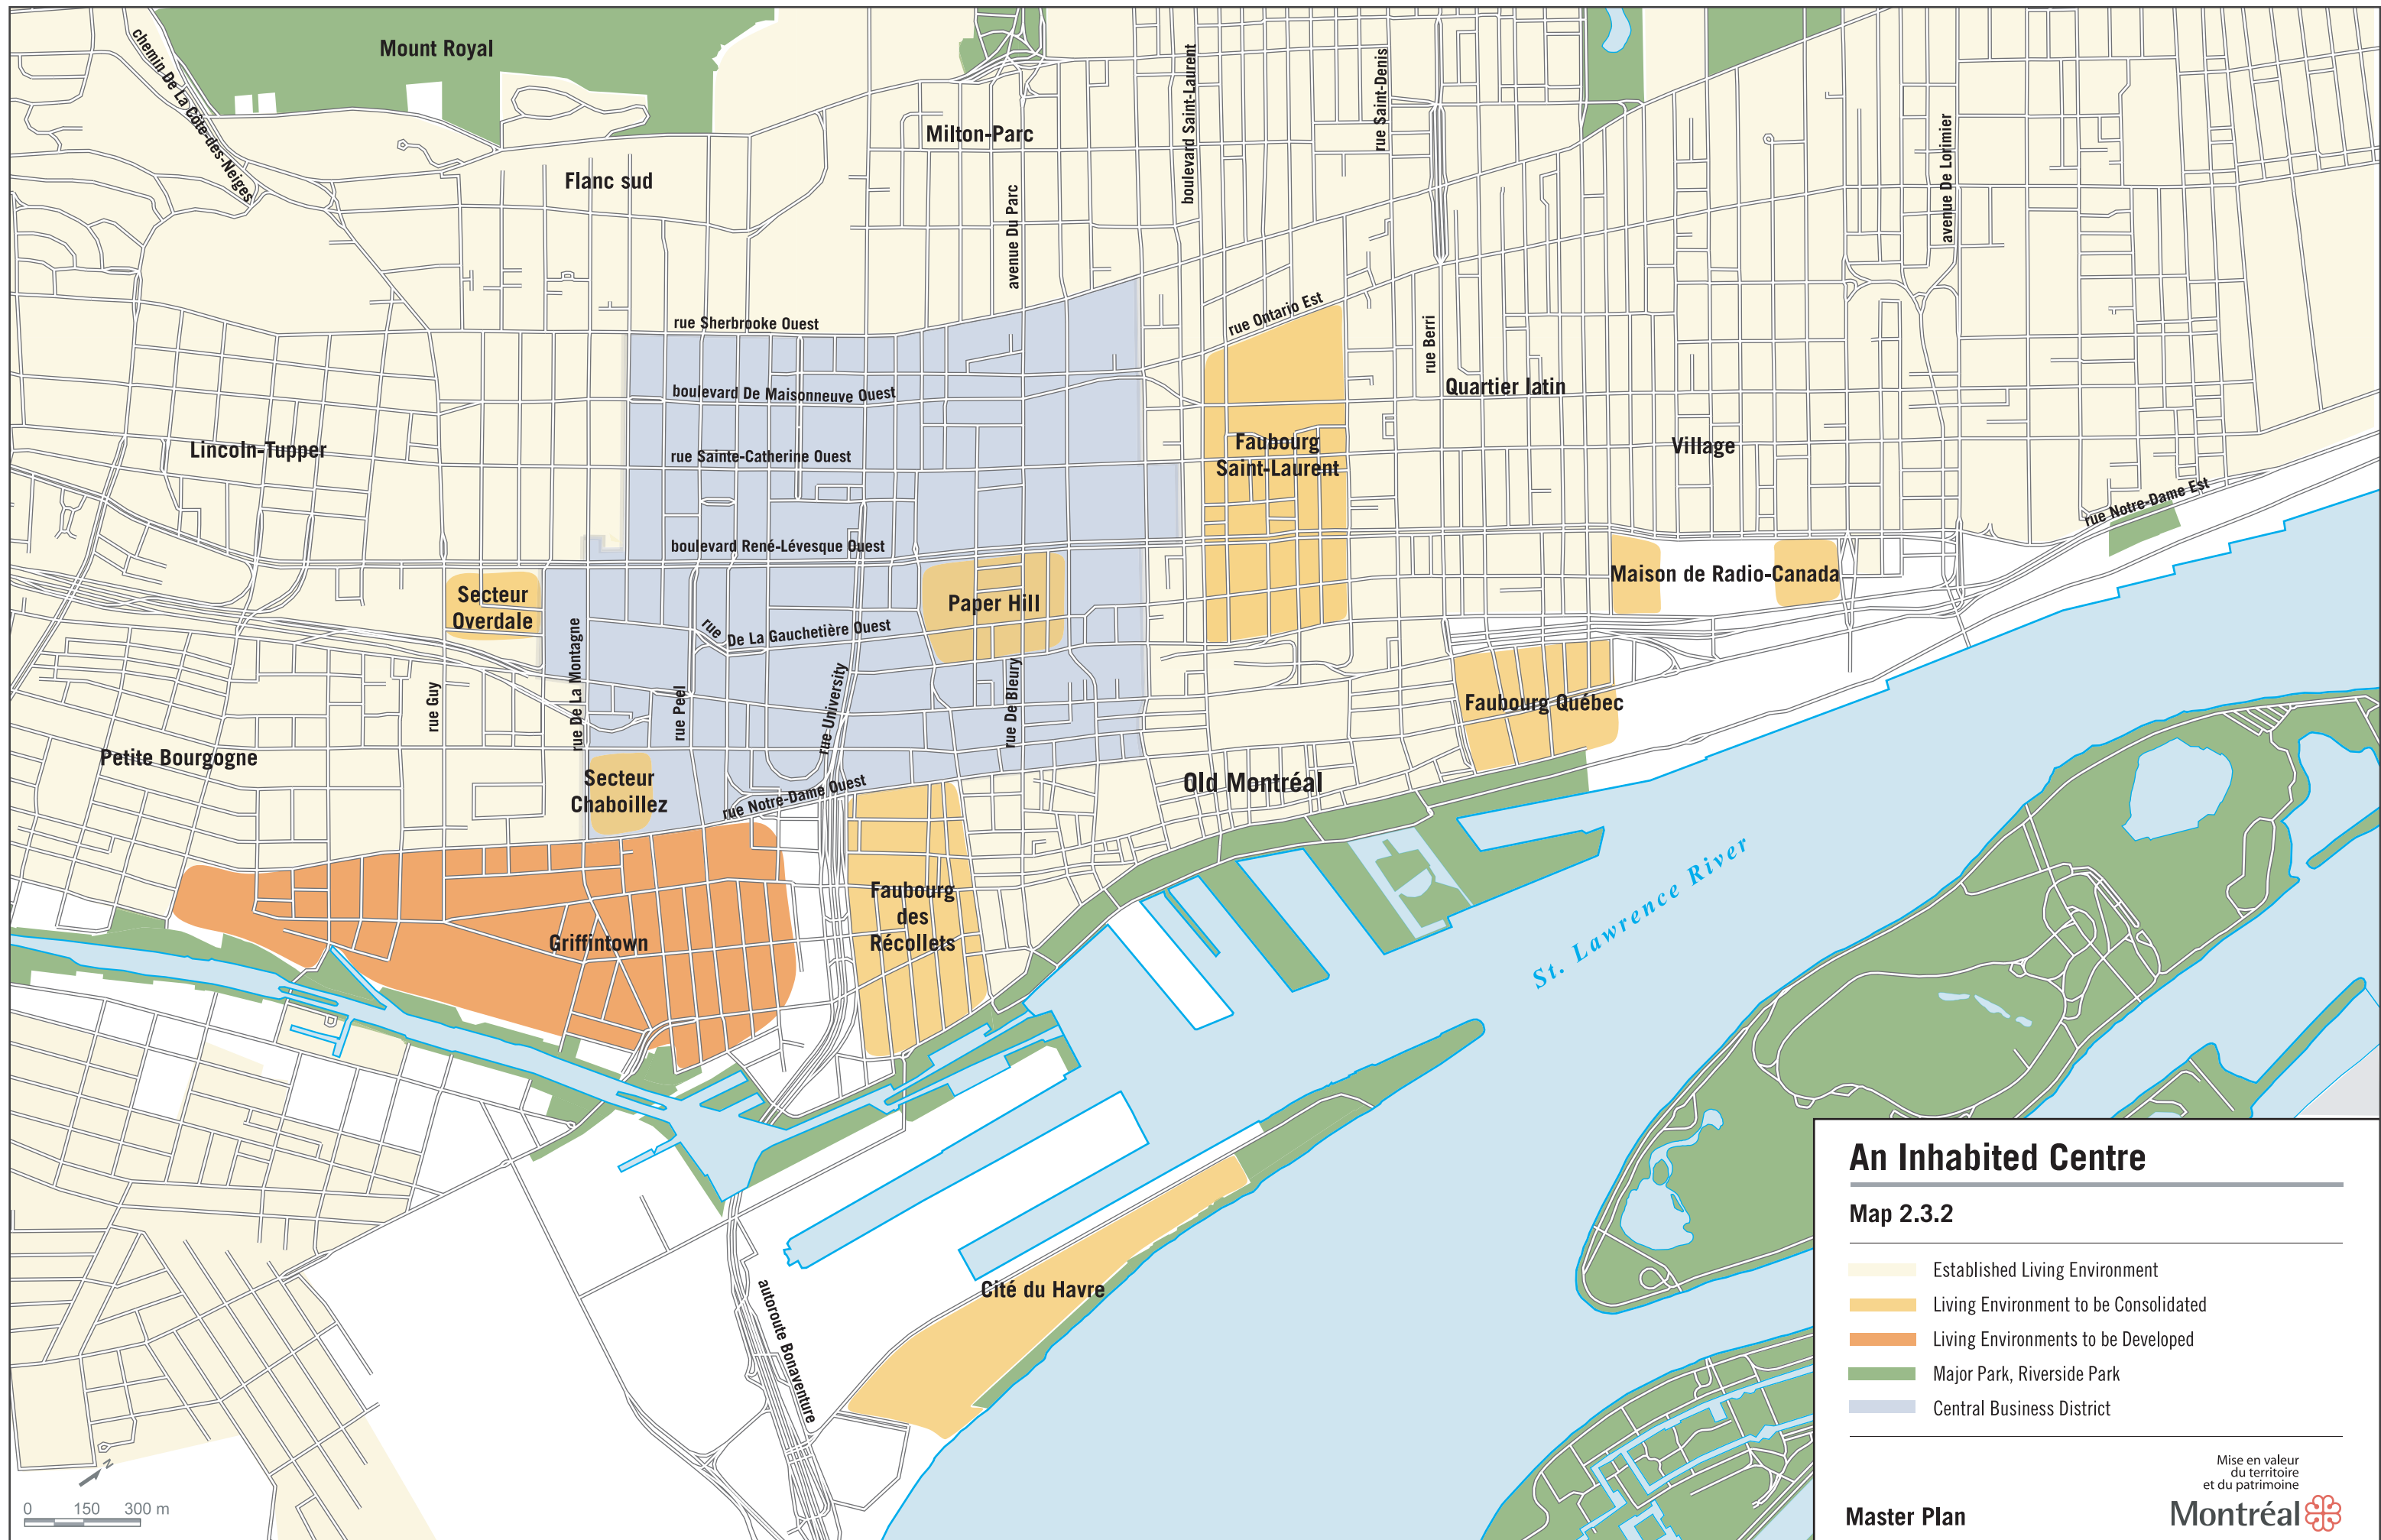 Mount Royal
chemin De La Côte-des-Neiges
Milton-Parc
Flanc sud
boulevard Saint-Laurent
rue Saint-Denis
avenue De Lorimier
avenue Du Parc
rue Sherbrooke Ouest
rue Ontario Est
rue Berri
boulevard De Maisonneuve Ouest
Quartier latin
Lincoln-Tupper
rue Sainte-Catherine Ouest
Faubourg
Saint-Laurent
Village
rue Notre-Dame Est
boulevard René-Lévesque Ouest
Maison de Radio-Canada
Secteur
Overdale
Paper Hill
rue De La Gauchetière Ouest
rue De La Montagne
rue Guy
rue Peel
rue University
rue De Bleury
Faubourg Québec
Petite Bourgogne
Secteur
Chaboillez
rue Notre-Dame Ouest
Old Montréal
Faubourg
des
Récollets
Griffintown
St. Lawrence River
Cité du Havre
autoroute Bonaventure
N
0 150 300 m
An Inhabited Centre
Map 2.3.2
Established Living Environment
Living Environment to be Consolidated
Living Environments to be Developed
Major Park, Riverside Park
Central Business District
Mise en valeur
du territoire
et du patrimoine
Master Plan
Montréal